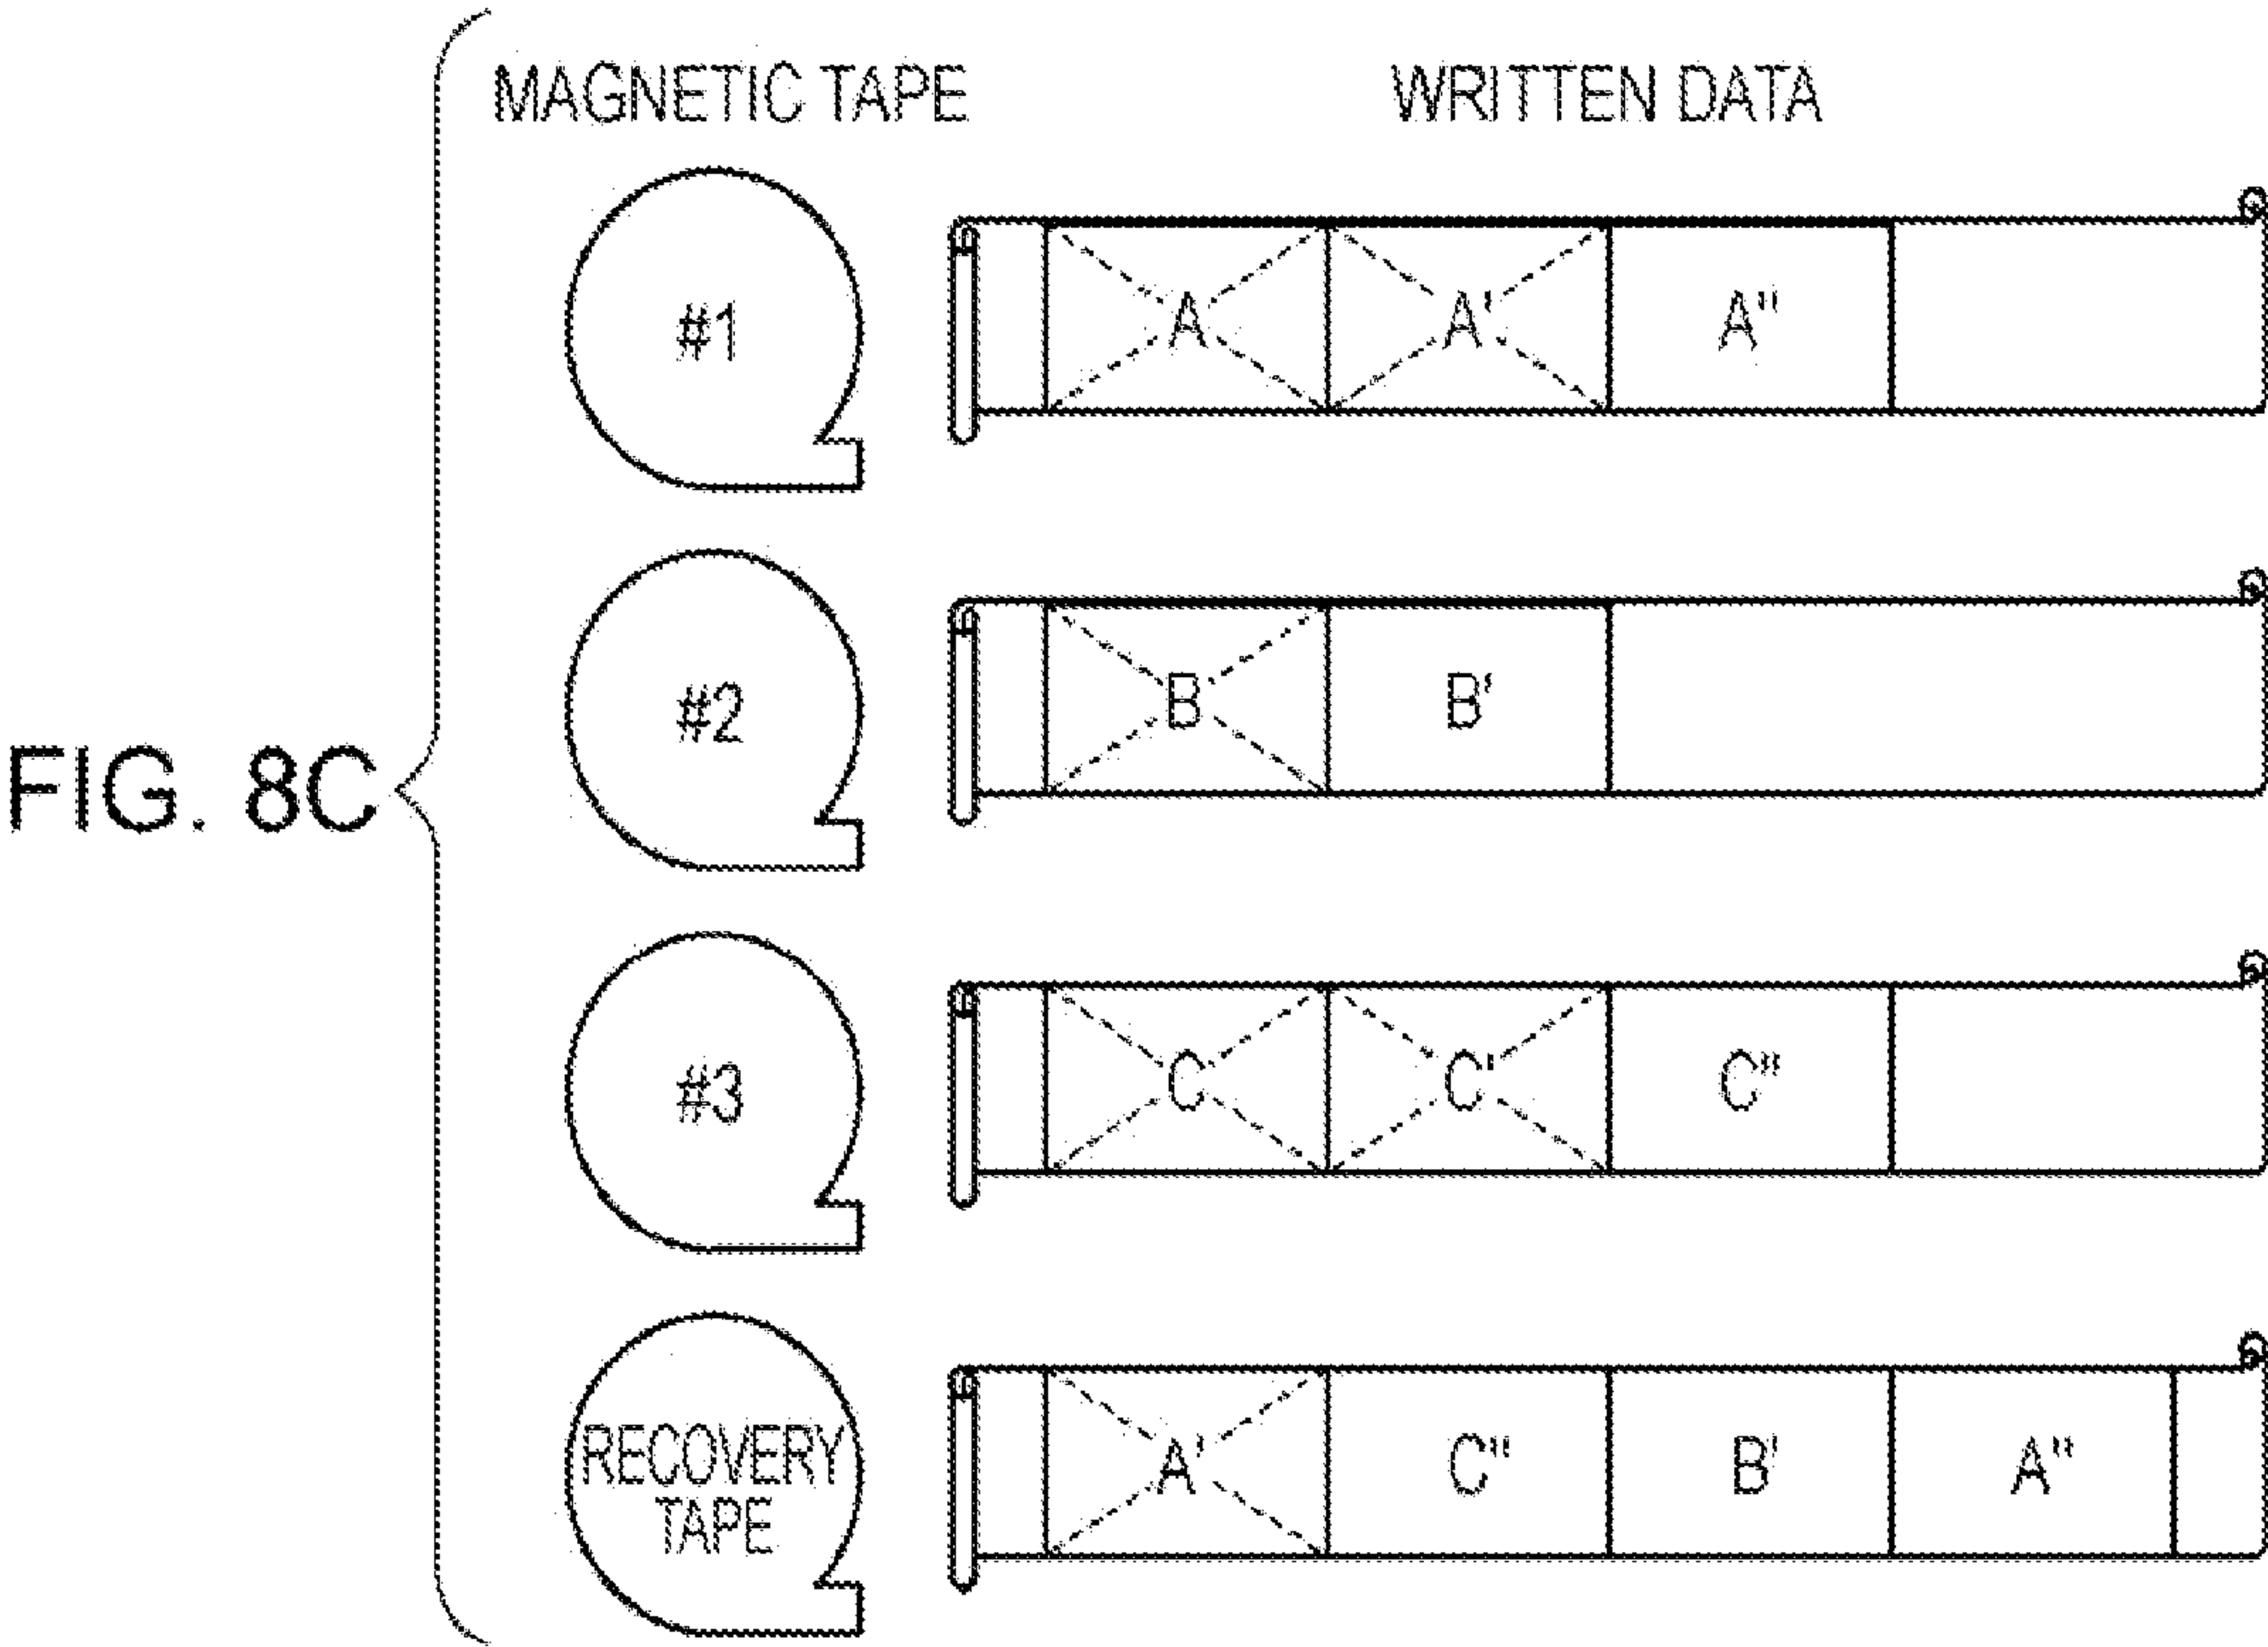 MAGNETIC TAPE WRITTEN DATA
#1 A A' A"
#2 B B'
FIG. 8C
#3 C C' C"
RECOVERY TAPE A' C" B' A"